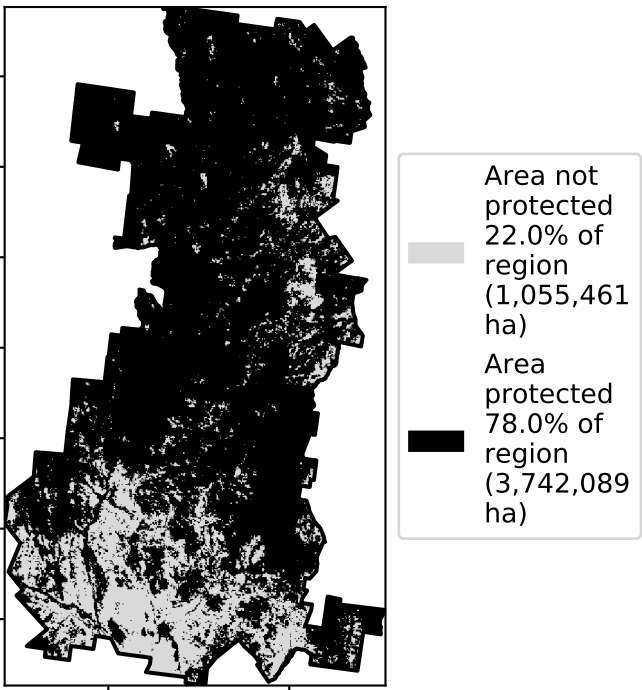 Area not
protected
22.0% of
region
(1,055,461
ha)
Area
protected
78.0% of
region
(3,742,089
ha)